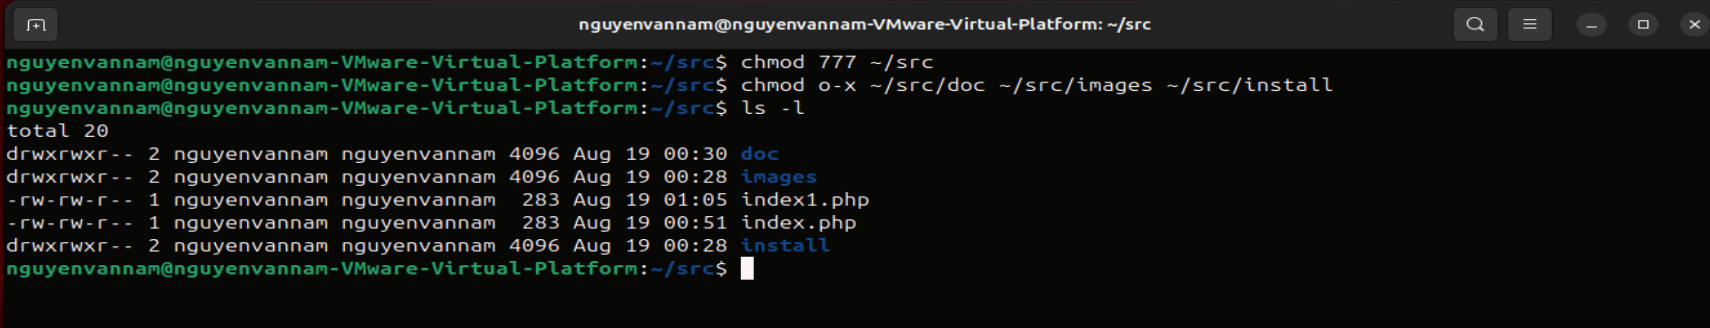 nguyenvannam@nguyenvannam-VMware-Virtual-Platform: ~/src
nguyenvannam@nguyenvannam-VMware-Virtual-Platform:~/src$ chmod 777 ~/src
nguyenvannam@nguyenvannam-VMware-Virtual-Platform:~/src$ chmod o-x ~/src/doc ~/src/images ~/src/install
nguyenvannam@nguyenvannam-VMware-Virtual-Platform:~/src$ ls -l
total 20
drwxrwxr-- 2 nguyenvannam nguyenvannam 4096 Aug 19 00:30 doc
drwxrwxr-- 2 nguyenvannam nguyenvannam 4096 Aug 19 00:28 images
-rw-rw-r-- 1 nguyenvannam nguyenvannam  283 Aug 19 01:05 index1.php
-rw-rw-r-- 1 nguyenvannam nguyenvannam  283 Aug 19 00:51 index.php
drwxrwxr-- 2 nguyenvannam nguyenvannam 4096 Aug 19 00:28 install
nguyenvannam@nguyenvannam-VMware-Virtual-Platform:~/src$